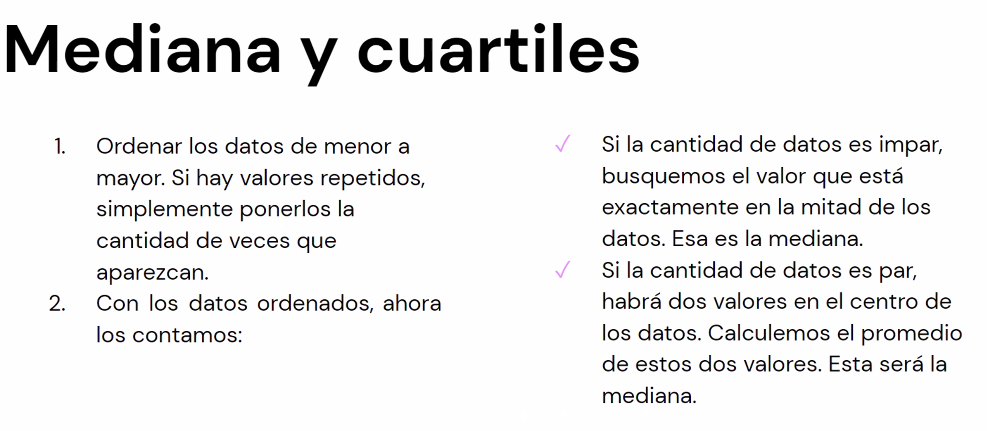 Mediana y cuartiles
1. Ordenar los datos de menor a
mayor. Si hay valores repetidos,
simplemente ponerlos la
cantidad de veces que
aparezcan.
2. Con los datos ordenados, ahora
los contamos:
✓ Si la cantidad de datos es impar,
busquemos el valor que está
exactamente en la mitad de los
datos. Esa es la mediana.
✓ Si la cantidad de datos es par,
habrá dos valores en el centro de
los datos. Calculemos el promedio
de estos dos valores. Esta será la
mediana.